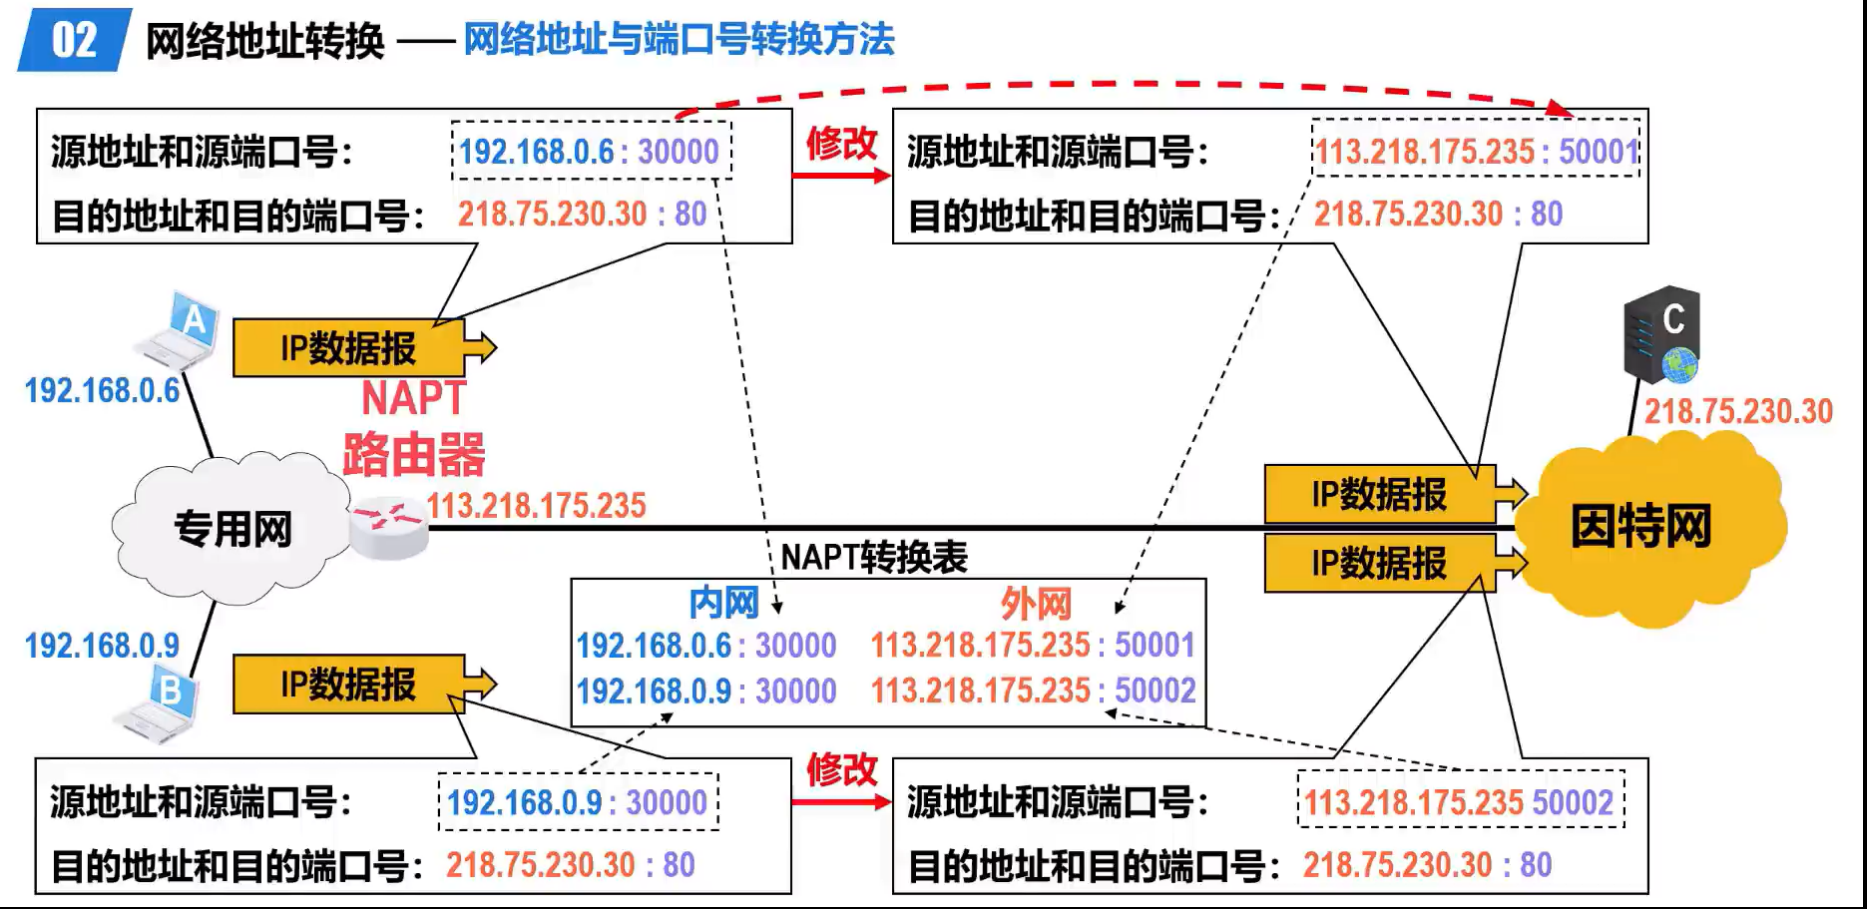 02 网络地址转换 —— 网络地址与端口号转换方法
源地址和源端口号： 192.168.0.6 : 30000
目的地址和目的端口号： 218.75.230.30 : 80
修改
源地址和源端口号： 113.218.175.235 : 50001
目的地址和目的端口号： 218.75.230.30 : 80
A
IP数据报
192.168.0.6
C
218.75.230.30
NAPT
路由器
113.218.175.235
专用网
IP数据报
IP数据报
因特网
NAPT转换表
内网 外网
192.168.0.6 : 30000 113.218.175.235 : 50001
192.168.0.9 : 30000 113.218.175.235 : 50002
192.168.0.9
B
IP数据报
源地址和源端口号： 192.168.0.9 : 30000
目的地址和目的端口号： 218.75.230.30 : 80
修改
源地址和源端口号： 113.218.175.235 50002
目的地址和目的端口号： 218.75.230.30 : 80